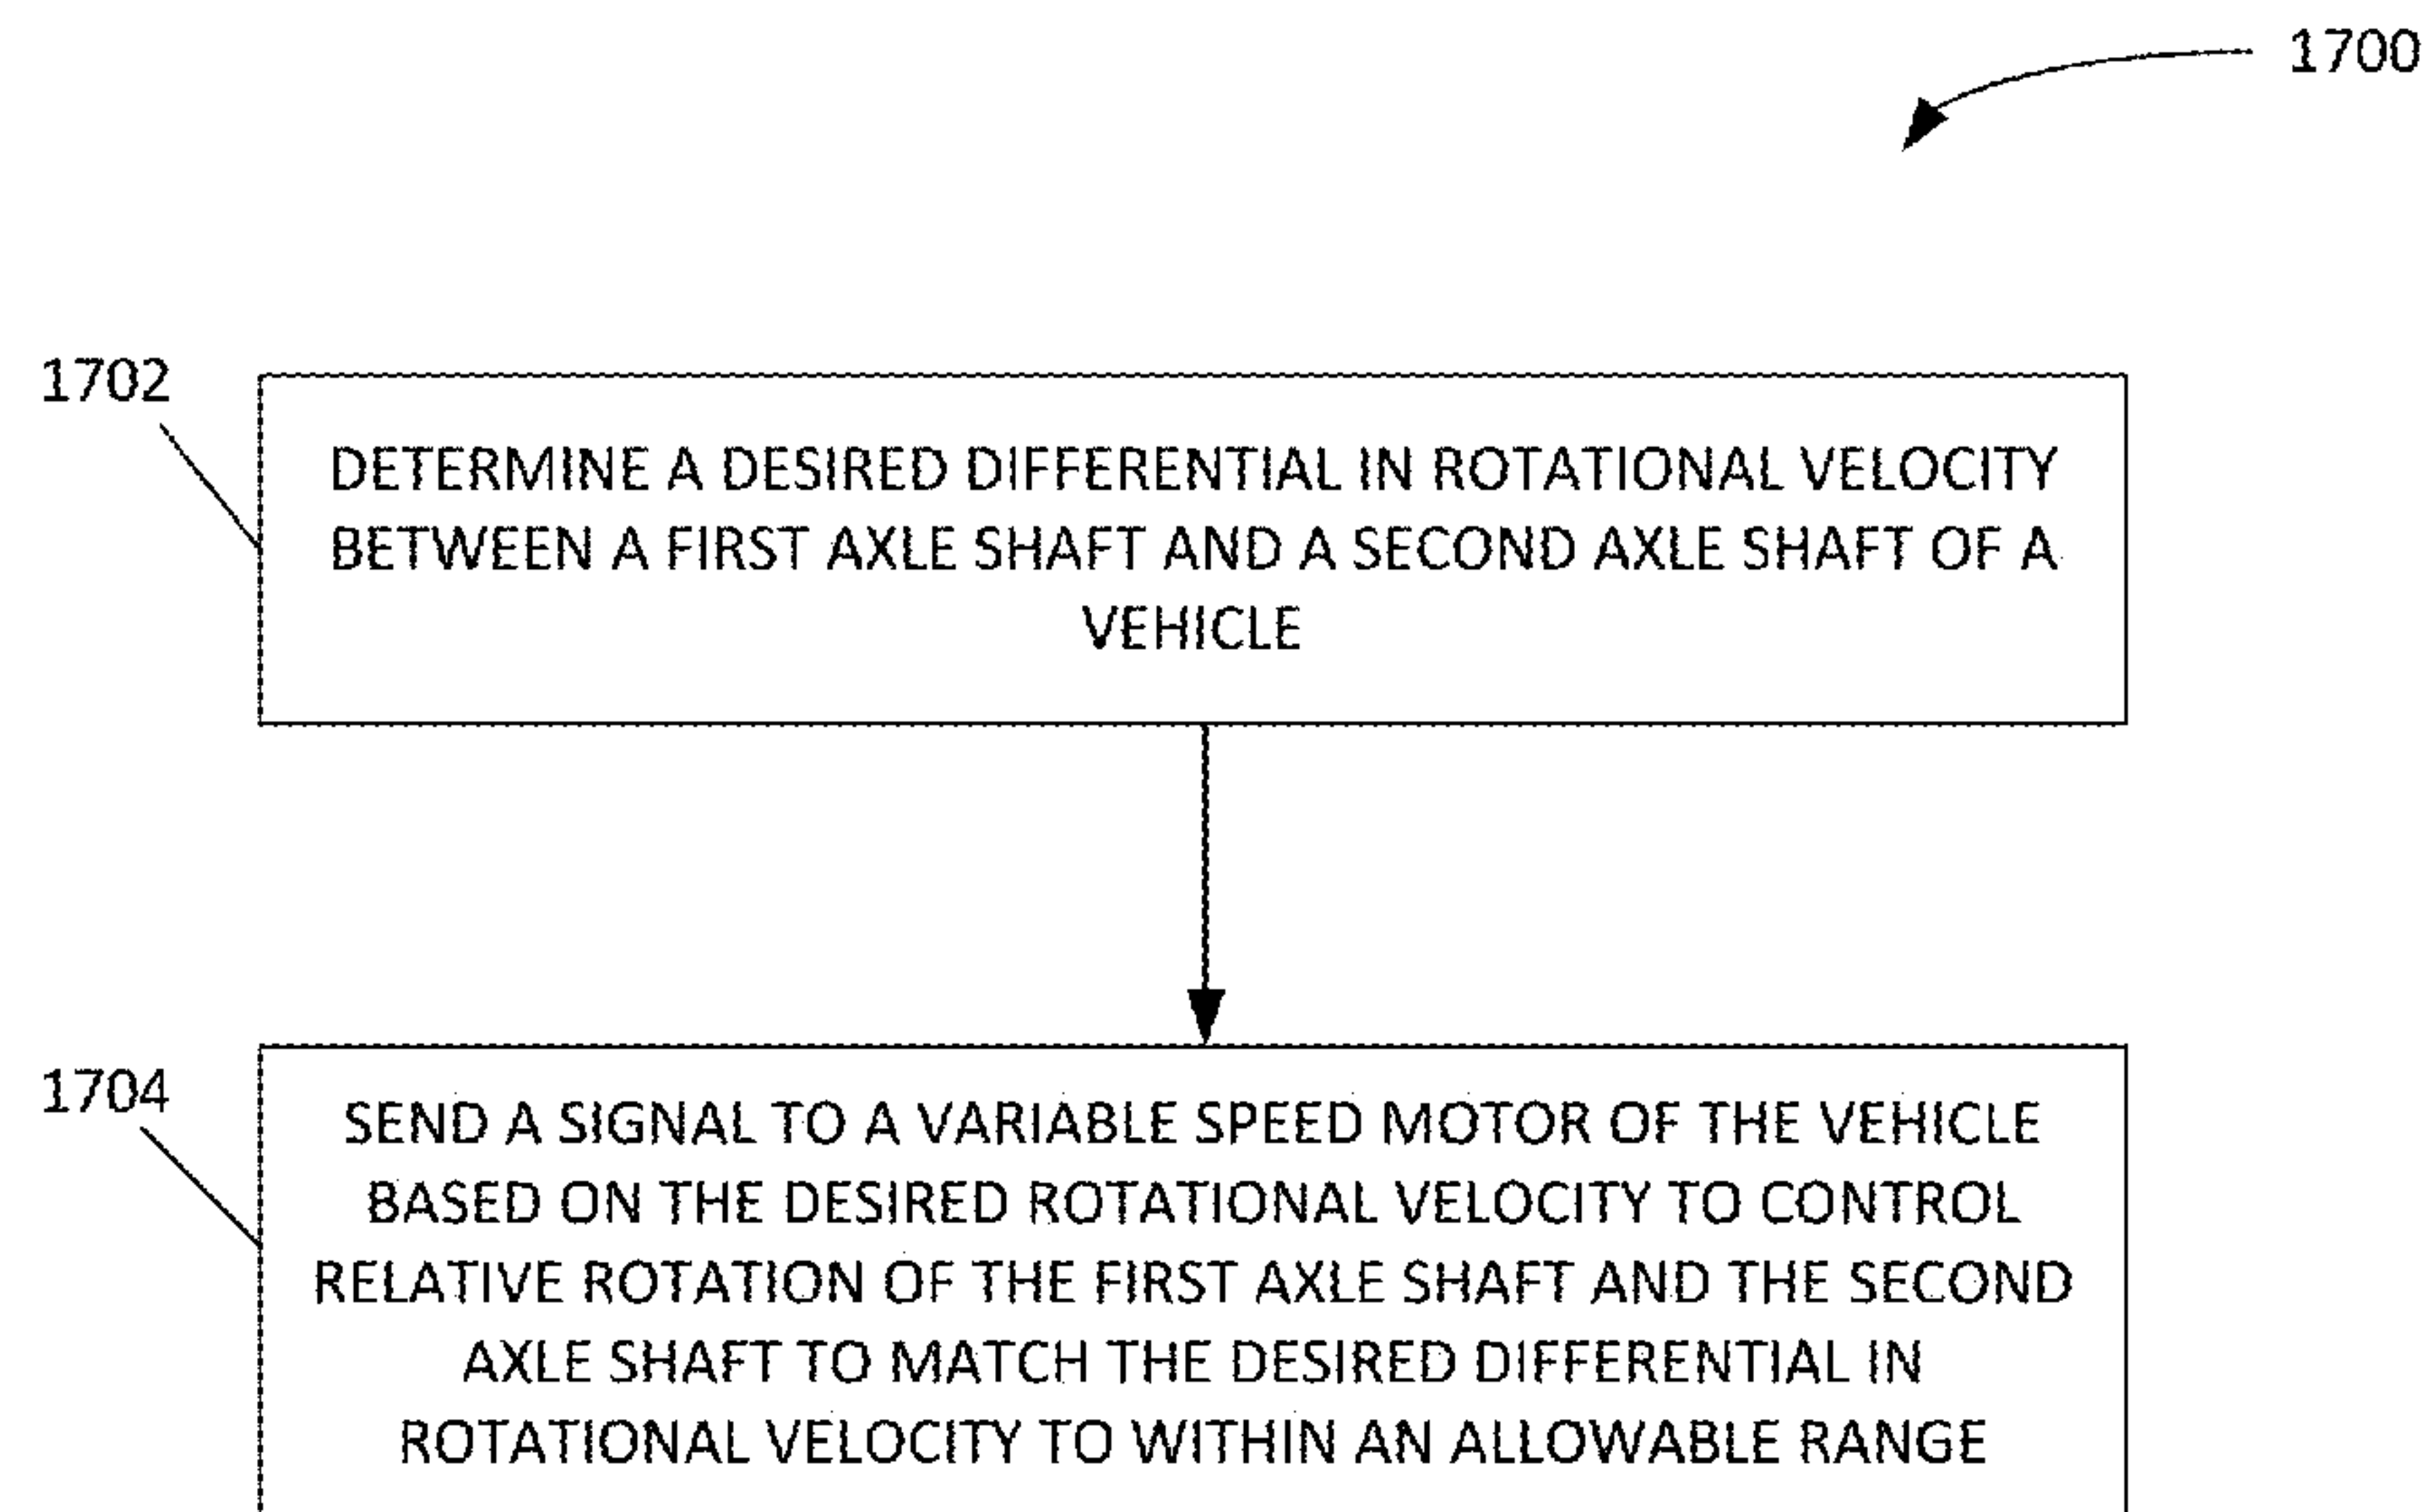 1700
1702
DETERMINE A DESIRED DIFFERENTIAL IN ROTATIONAL VELOCITY
BETWEEN A FIRST AXLE SHAFT AND A SECOND AXLE SHAFT OF A
VEHICLE
1704
SEND A SIGNAL TO A VARIABLE SPEED MOTOR OF THE VEHICLE
BASED ON THE DESIRED ROTATIONAL VELOCITY TO CONTROL
RELATIVE ROTATION OF THE FIRST AXLE SHAFT AND THE SECOND
AXLE SHAFT TO MATCH THE DESIRED DIFFERENTIAL IN
ROTATIONAL VELOCITY TO WITHIN AN ALLOWABLE RANGE